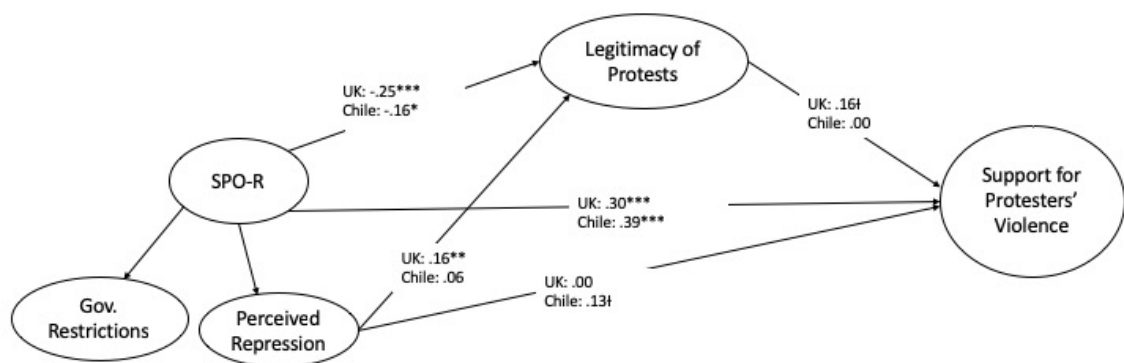 Legitimacy of
Protests
UK: -.25***
Chile: -.16*
UK: .16ƚ
Chile: .00
SPO-R
Support for
Protesters’
Violence
UK: .30***
Chile: .39***
UK: .16**
Chile: .06
UK: .00
Chile: .13ƚ
Gov.
Restrictions
Perceived
Repression